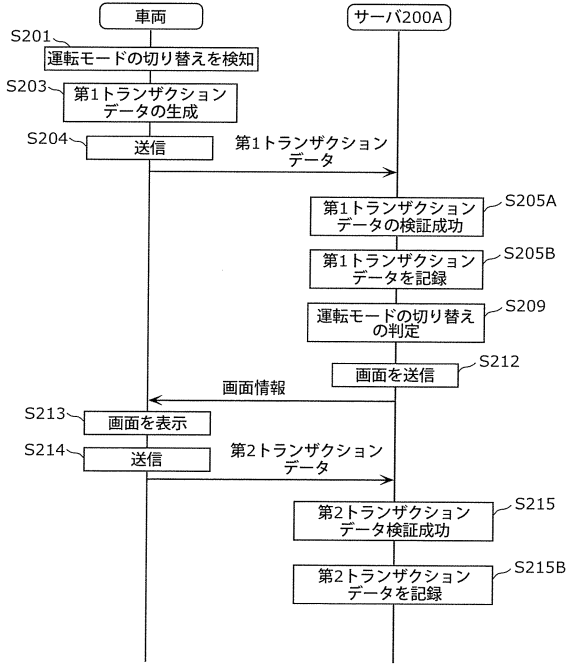 車両
サーバ200A
S201
運転モードの切り替えを検知
S203
第1トランザクション
データの生成
S204
送信
第1トランザクション
データ
S205A
第1トランザクション
データの検証成功
S205B
第1トランザクション
データを記録
S209
運転モードの切り替え
の判定
S212
画面を送信
画面情報
S213
画面を表示
S214
送信
第2トランザクション
データ
S215
第2トランザクション
データ検証成功
S215B
第2トランザクション
データを記録